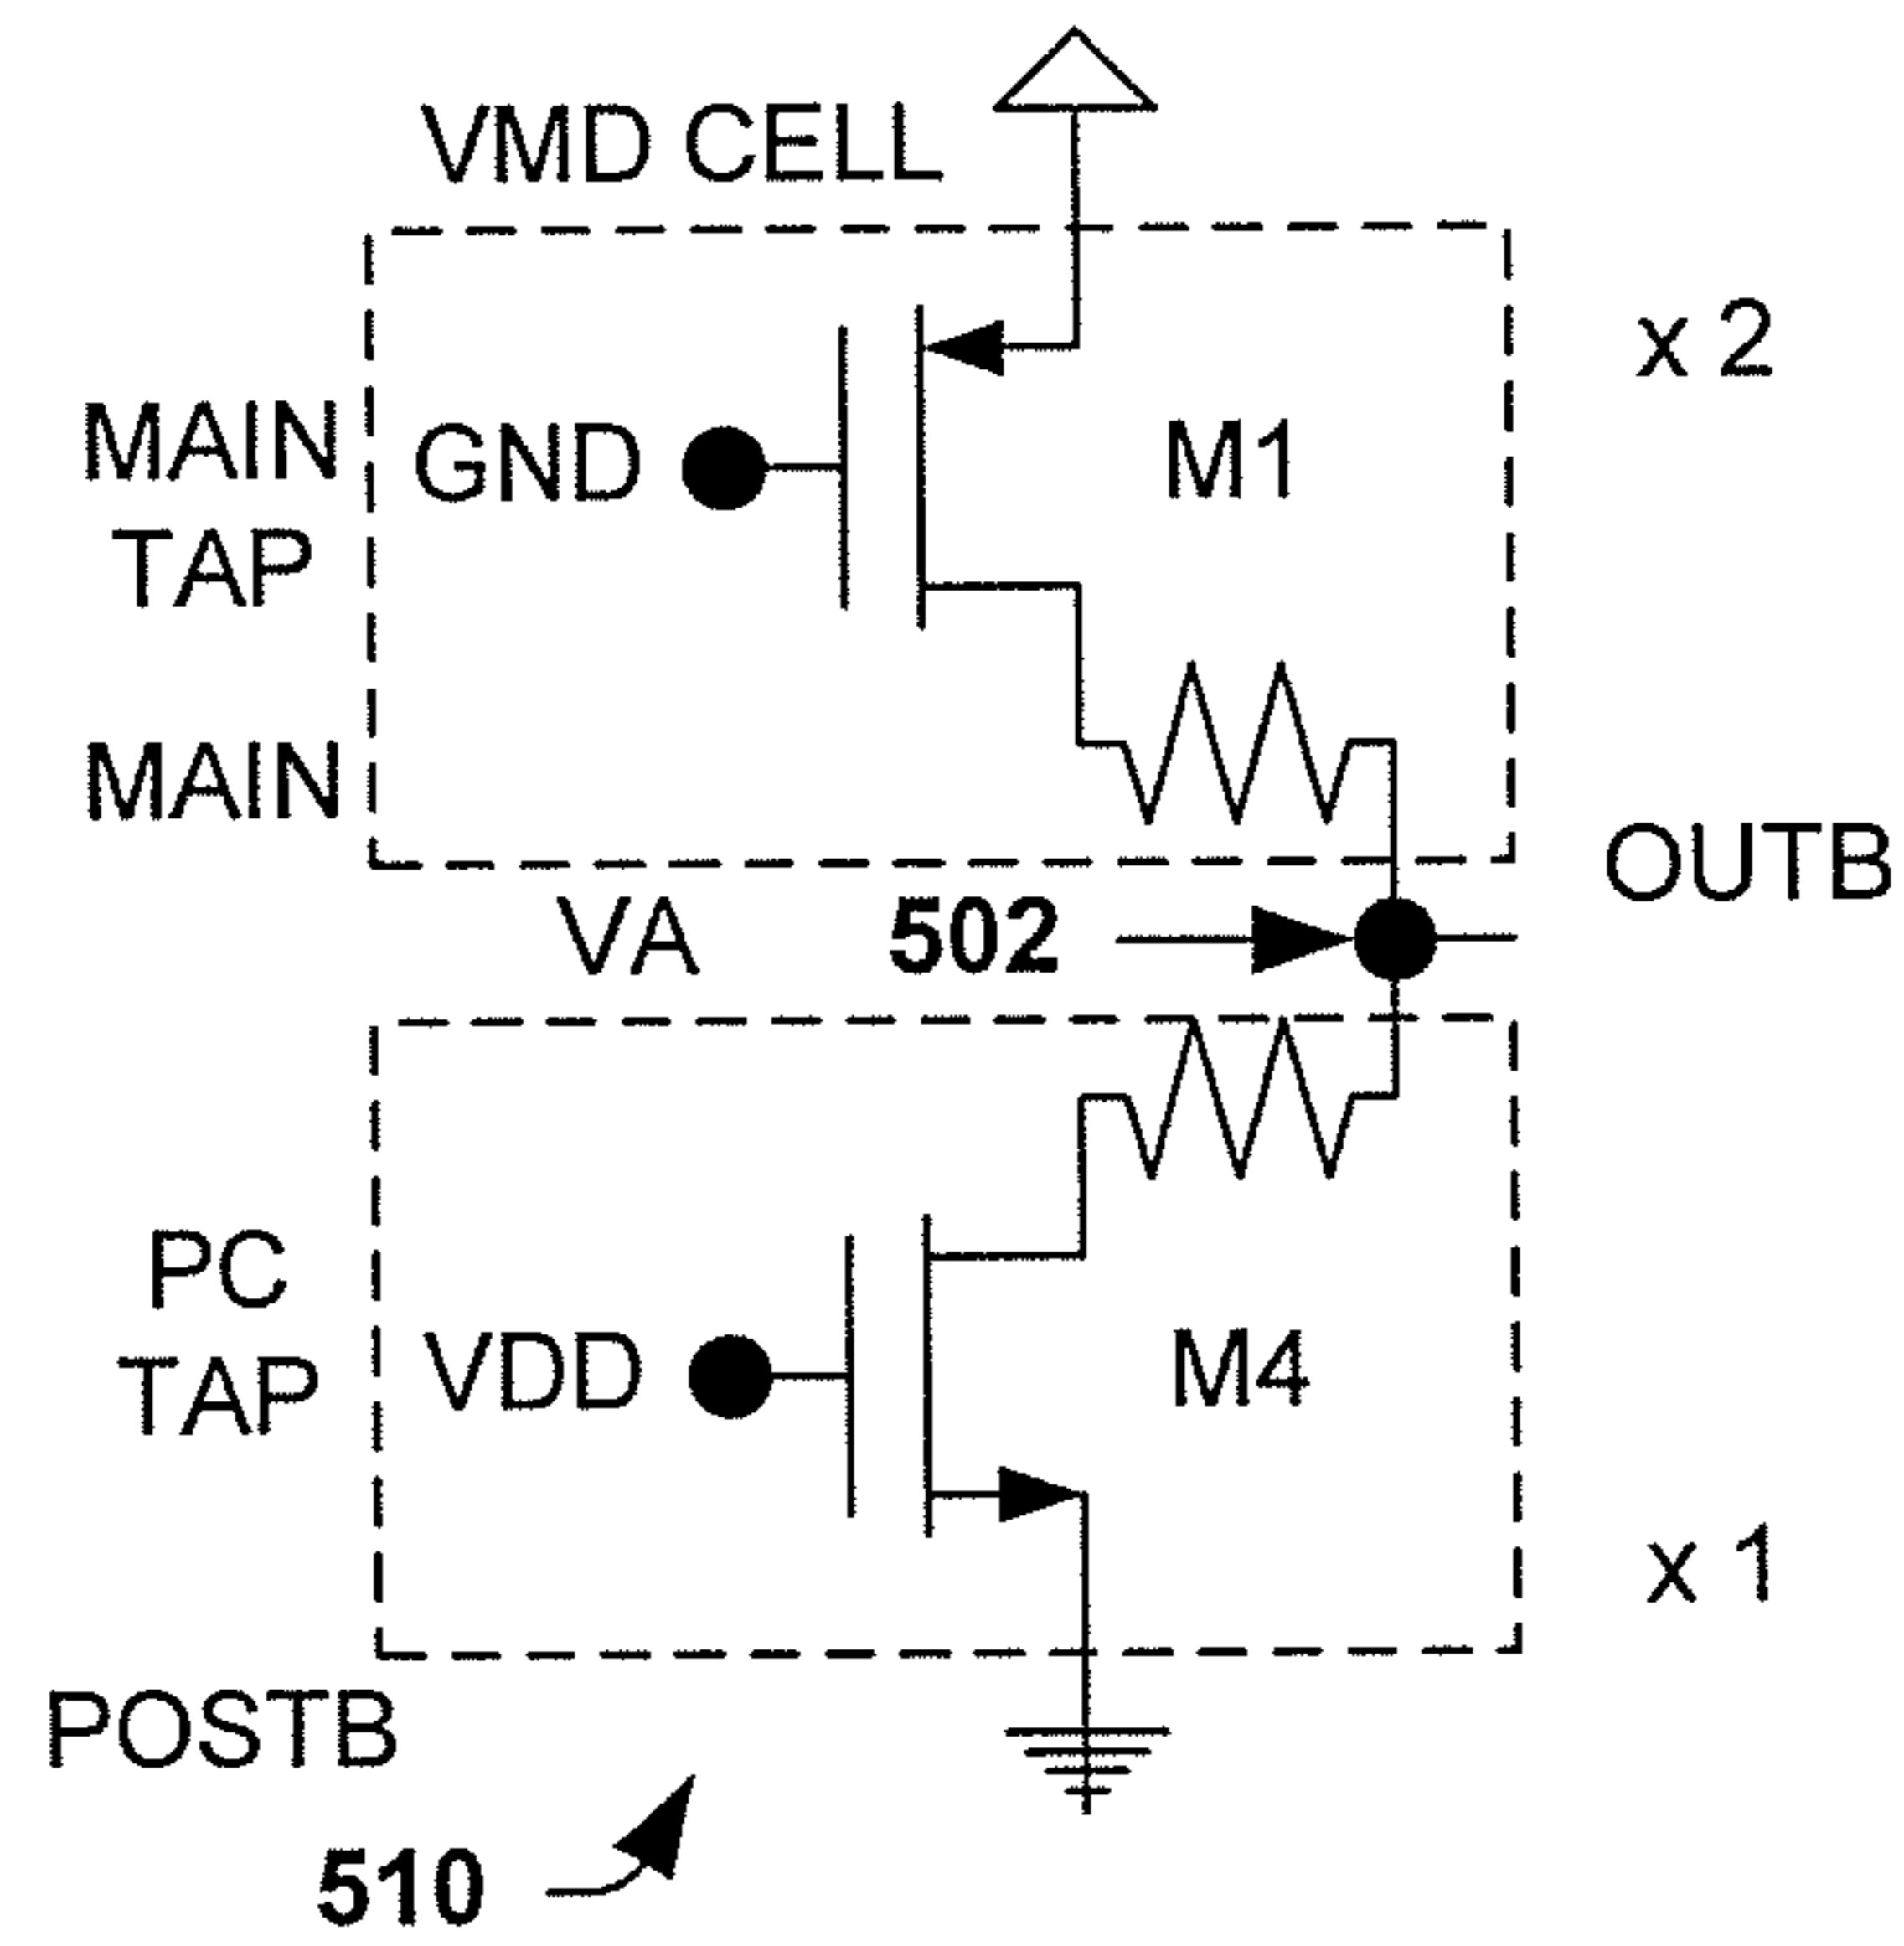 VMD CELL
x 2
MAIN
TAP
GND
M1
MAIN
OUTB
VA
502
PC
TAP
VDD
M4
x 1
POSTB
510